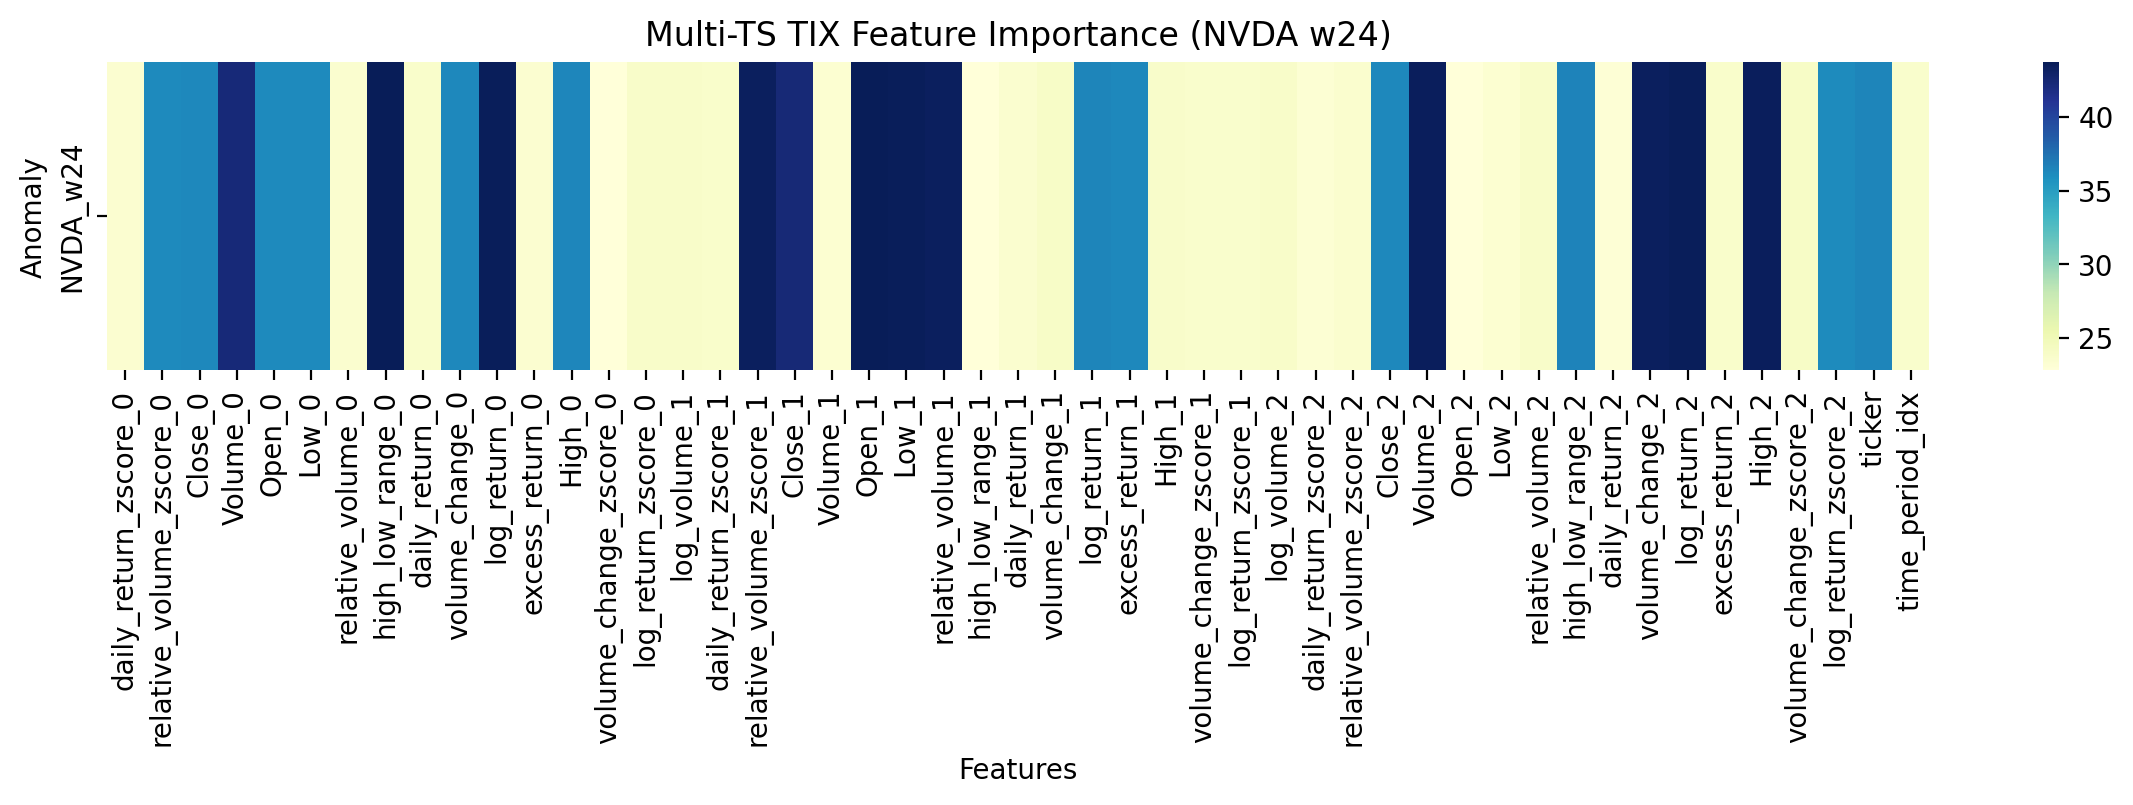 Multi-TS TIX Feature Importance (NVDA w24)
Anomaly
NVDA_w24
40
35
30
25
daily_return_zscore_0
relative_volume_zscore_0
Close_0
Volume_0
Open_0
Low_0
relative_volume_0
high_low_range_0
daily_return_0
volume_change_0
log_return_0
excess_return_0
High_0
volume_change_zscore_0
log_return_zscore_0
log_volume_1
daily_return_zscore_1
relative_volume_zscore_1
Close_1
Volume_1
Open_1
Low_1
relative_volume_1
high_low_range_1
daily_return_1
volume_change_1
log_return_1
excess_return_1
High_1
volume_change_zscore_1
log_return_zscore_1
log_volume_2
daily_return_zscore_2
relative_volume_zscore_2
Close_2
Volume_2
Open_2
Low_2
relative_volume_2
high_low_range_2
daily_return_2
volume_change_2
log_return_2
excess_return_2
High_2
volume_change_zscore_2
log_return_zscore_2
ticker
time_period_idx
Features